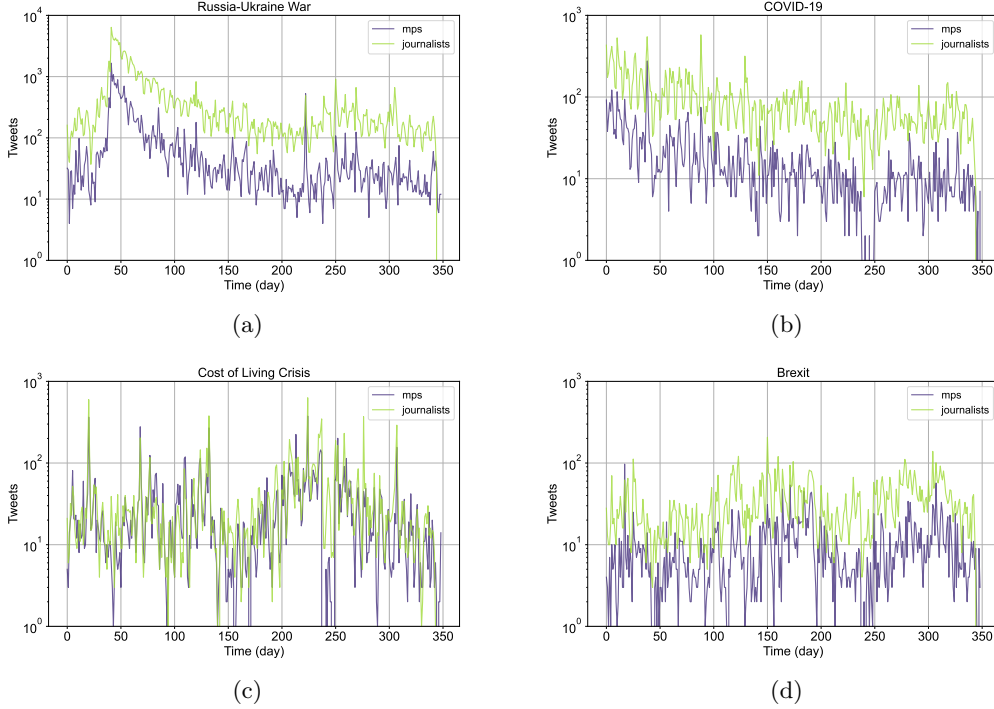 Russia-Ukraine War
10^4
10^3
10^2
10^1
10^0
Tweets
mps
journalists
0 50 100 150 200 250 300 350
Time (day)
(a)
COVID-19
10^3
10^2
10^1
10^0
Tweets
mps
journalists
0 50 100 150 200 250 300 350
Time (day)
(b)
Cost of Living Crisis
10^3
10^2
10^1
10^0
Tweets
mps
journalists
0 50 100 150 200 250 300 350
Time (day)
(c)
Brexit
10^3
10^2
10^1
10^0
Tweets
mps
journalists
0 50 100 150 200 250 300 350
Time (day)
(d)